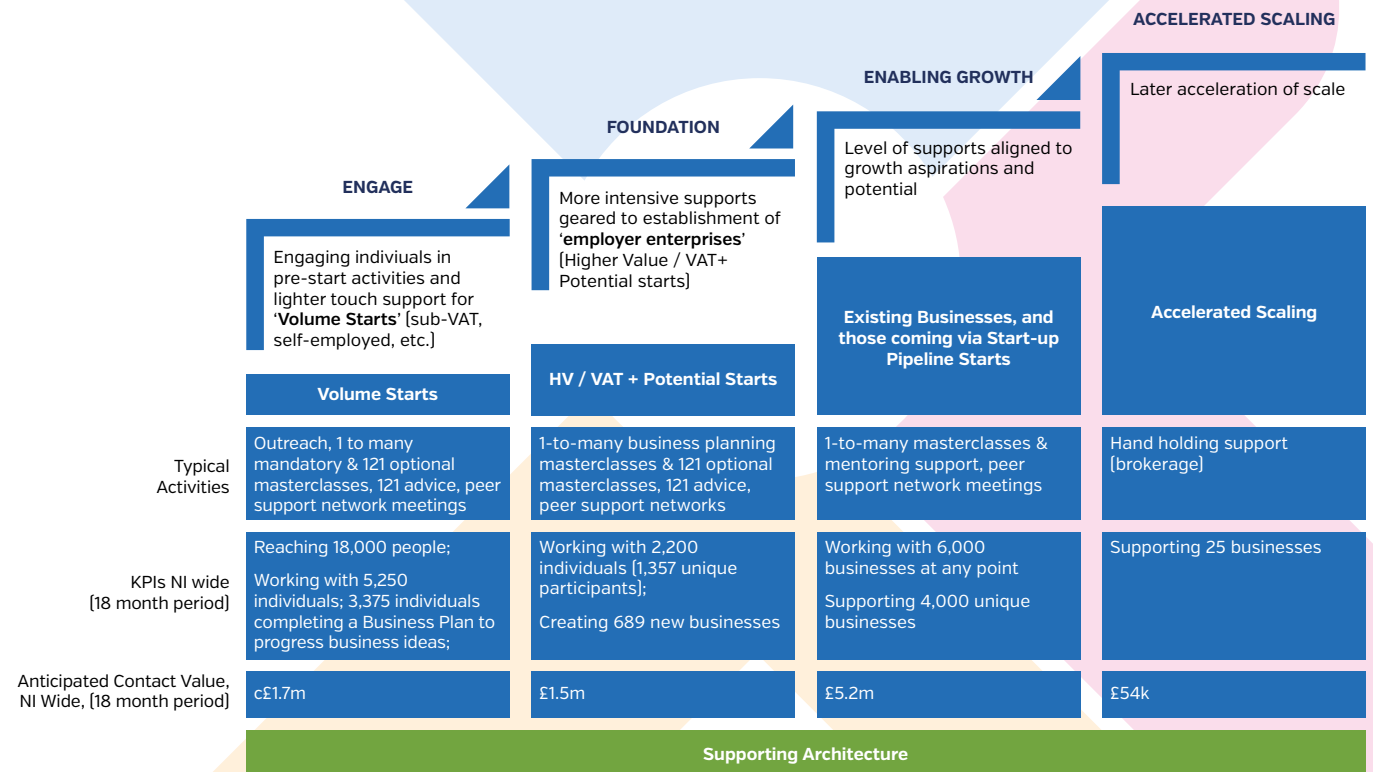 ACCELERATED SCALING
Later acceleration of scale
ENABLING GROWTH
Level of supports aligned to
growth aspirations and
potential
FOUNDATION
More intensive supports
geared to establishment of
‘employer enterprises’
(Higher Value / VAT+
Potential starts)
ENGAGE
Engaging indiviuals in
pre-start activities and
lighter touch support for
‘Volume Starts’ (sub-VAT,
self-employed, etc.)
Volume Starts
HV / VAT + Potential Starts
Existing Businesses, and
those coming via Start-up
Pipeline Starts
Accelerated Scaling
Typical
Activities
Outreach, 1 to many
mandatory & 121 optional
masterclasses, 121 advice, peer
support network meetings
1-to-many business planning
masterclasses & 121 optional
masterclasses, 121 advice,
peer support networks
1-to-many masterclasses &
mentoring support, peer
support network meetings
Hand holding support
(brokerage)
KPIs NI wide
(18 month period)
Reaching 18,000 people;
Working with 5,250
individuals; 3,375 individuals
completing a Business Plan to
progress business ideas;
Working with 2,200
individuals (1,357 unique
participants);
Creating 689 new businesses
Working with 6,000
businesses at any point
Supporting 4,000 unique
businesses
Supporting 25 businesses
Anticipated Contact Value,
NI Wide, (18 month period)
c£1.7m
£1.5m
£5.2m
£54k
Supporting Architecture